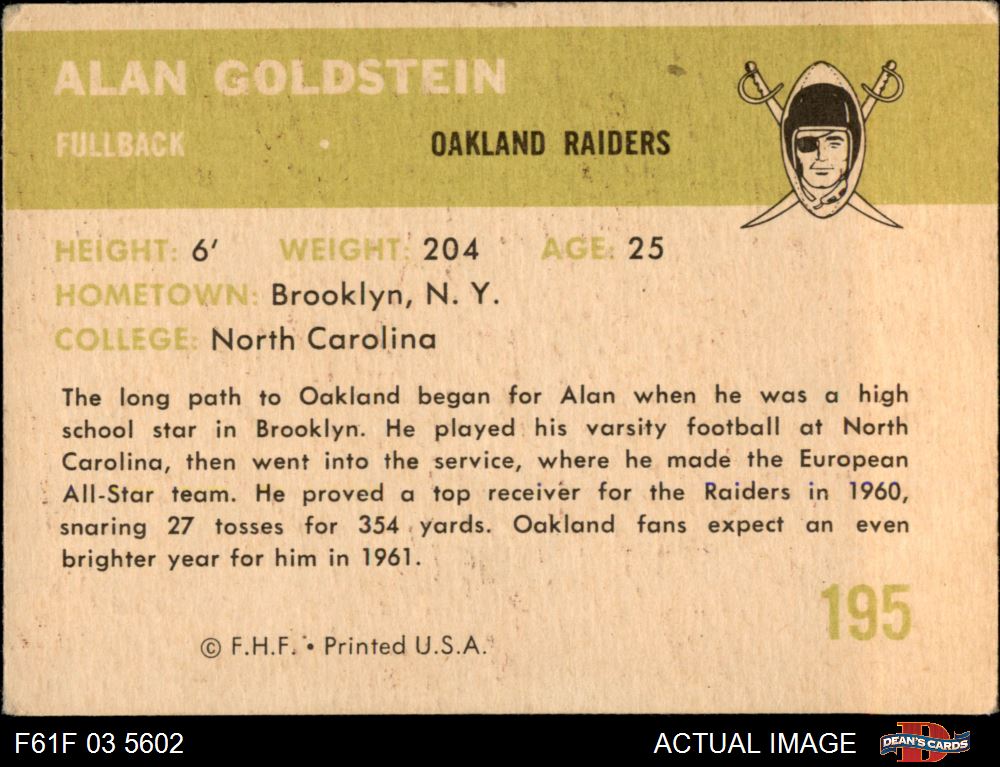 ALAN GOLDSTEIN
FULLBACK
OAKLAND RAIDERS
HEIGHT: 6' WEIGHT: 204 AGE: 25
HOMETOWN: Brooklyn, N. Y.
COLLEGE: North Carolina
The long path to Oakland began for Alan when he was a high
school star in Brooklyn. He played his varsity football at North
Carolina, then went into the service, where he made the European
All-Star team. He proved a top receiver for the Raiders in 1960,
snaring 27 tosses for 354 yards. Oakland fans expect an even
brighter year for him in 1961.
195
© F.H.F. • Printed U.S.A.
F61F 03 5602
ACTUAL IMAGE
D
DEAN'S CARDS